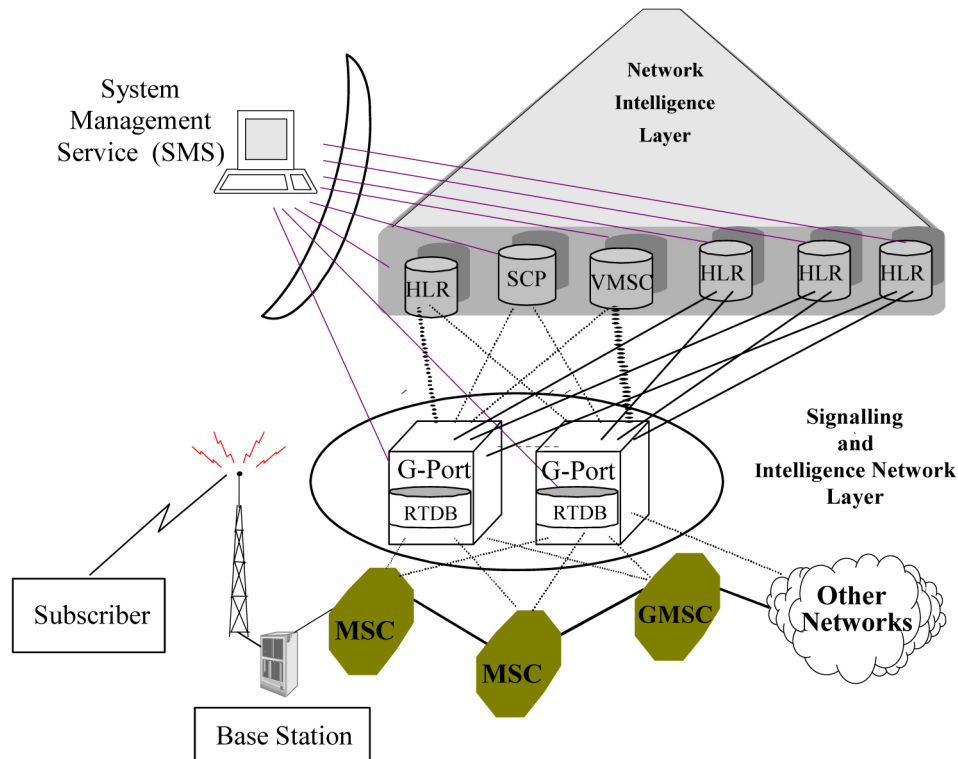 System
Management
Service (SMS)
Network
Intelligence
Layer
HLR
SCP
VMSC
HLR
HLR
HLR
Signalling
and
Intelligence Network
Layer
G-Port
RTDB
G-Port
RTDB
Subscriber
MSC
MSC
GMSC
Other
Networks
Base Station